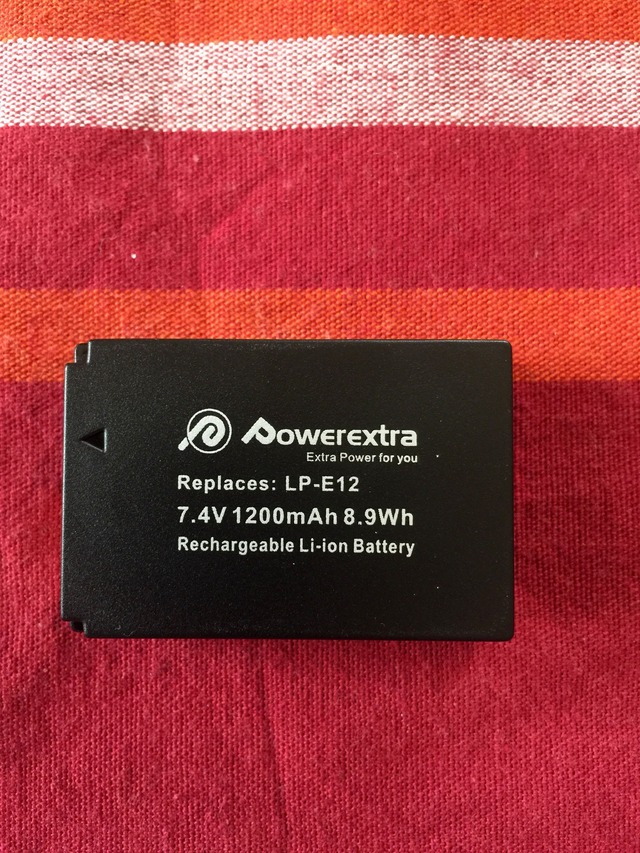 Powerextra
Extra Power for you
Replaces: LP-E12
7.4V 1200mAh 8.9Wh
Rechargeable Li-ion Battery